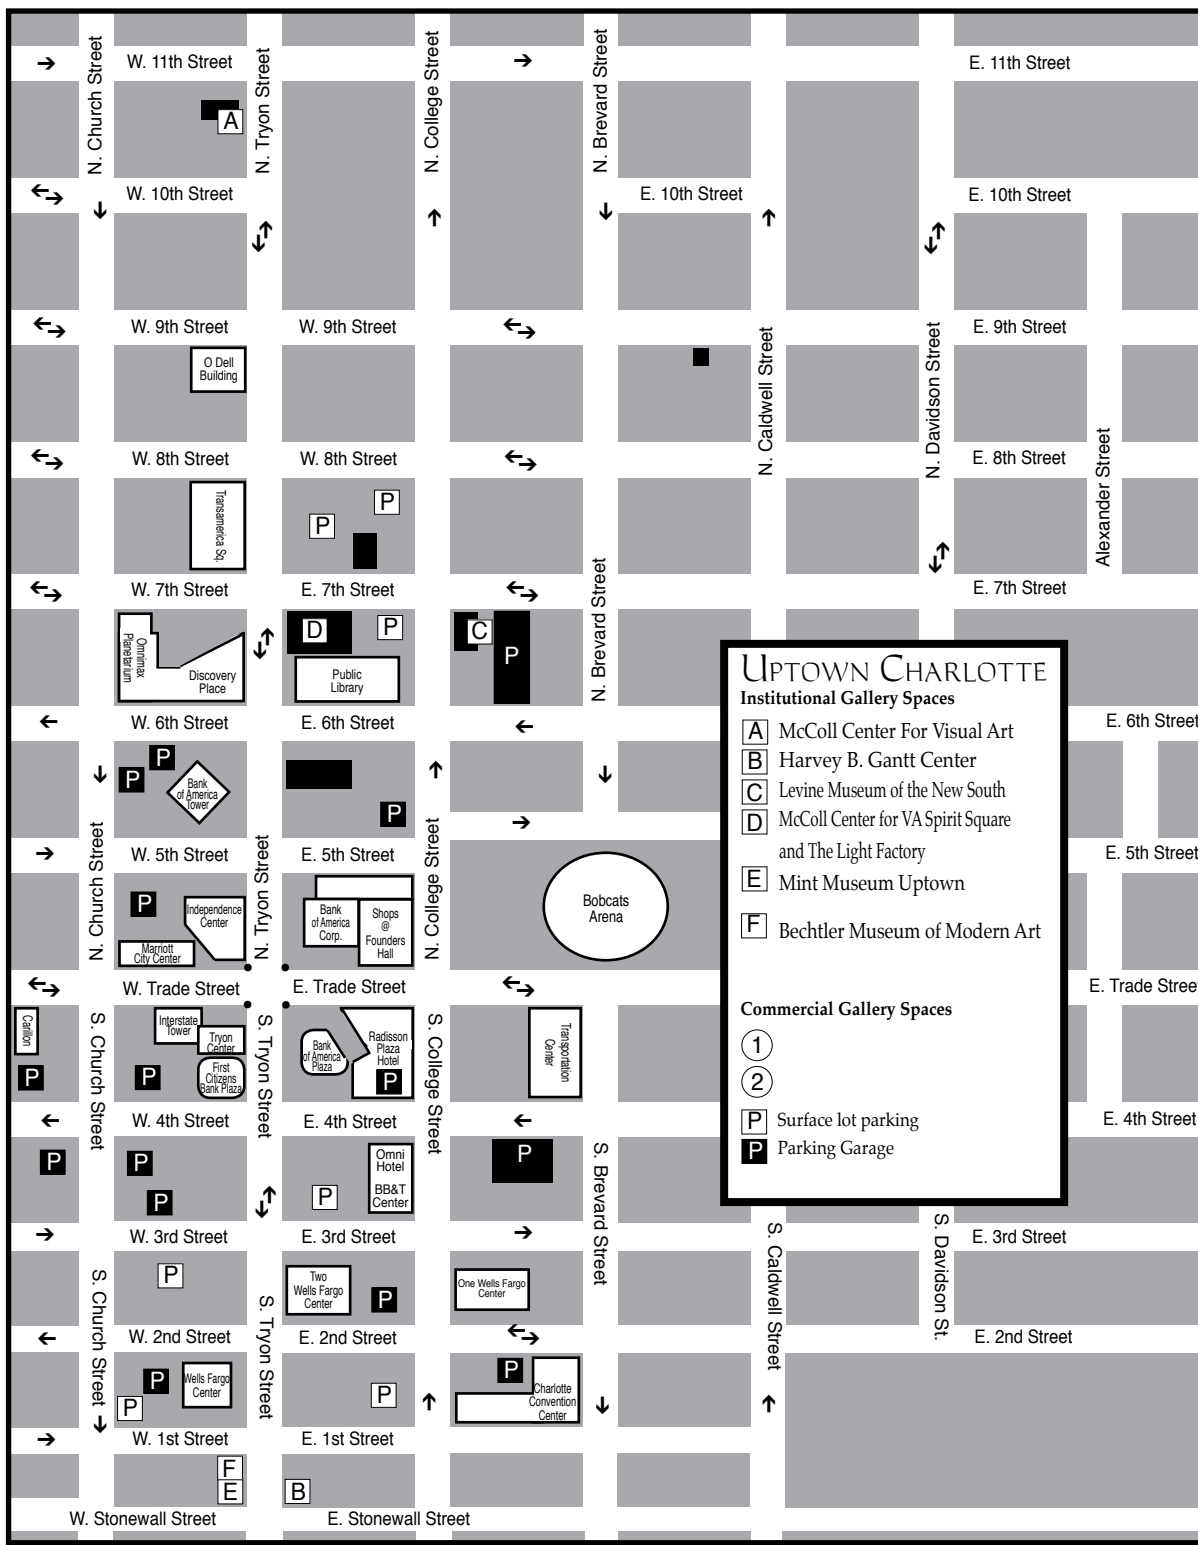 N. Church Street
W. 11th Street
N. Tryon Street
N. College Street
N. Brevard Street
E. 11th Street
A
W. 10th Street
E. 10th Street
E. 10th Street
W. 9th Street
W. 9th Street
E. 9th Street
N. Caldwell Street
N. Davidson Street
O Dell
Building
W. 8th Street
W. 8th Street
E. 8th Street
Alexander Street
Transamerica Sq.
P
P
W. 7th Street
E. 7th Street
E. 7th Street
N. Brevard Street
Omnimax
Planetarium
Discovery
Place
D
P
Public
Library
C
P
W. 6th Street
E. 6th Street
E. 6th Street
P
P
Bank
of America
Tower
P
N. Church Street
W. 5th Street
N. Tryon Street
E. 5th Street
N. College Street
E. 5th Street
P
Independence
Center
Marriott
City Center
Bank
of America
Corp.
Shops
@
Founders
Hall
Bobcats
Arena
W. Trade Street
E. Trade Street
E. Trade Street
Carillon
P
S. Church Street
Interstate
Tower
Tryon
Center
First
Citizens
Bank Plaza
P
S. Tryon Street
Bank
of America
Plaza
Radisson
Plaza
Hotel
P
S. College Street
Transportation
Center
W. 4th Street
E. 4th Street
E. 4th Street
P
P
P
P
Omni
Hotel
BB&T
Center
P
S. Brevard Street
W. 3rd Street
E. 3rd Street
E. 3rd Street
S. Caldwell Street
S. Davidson St.
S. Church Street
P
S. Tryon Street
Two
Wells Fargo
Center
P
One Wells Fargo
Center
W. 2nd Street
E. 2nd Street
E. 2nd Street
P
P
Wells Fargo
Center
P
P
Charlotte
Convention
Center
W. 1st Street
E. 1st Street
F
E
B
W. Stonewall Street
E. Stonewall Street
UPTOWN CHARLOTTE
Institutional Gallery Spaces
A McColl Center For Visual Art
B Harvey B. Gantt Center
C Levine Museum of the New South
D McColl Center for VA Spirit Square
and The Light Factory
E Mint Museum Uptown
F Bechtler Museum of Modern Art
Commercial Gallery Spaces
1
2
P Surface lot parking
P Parking Garage